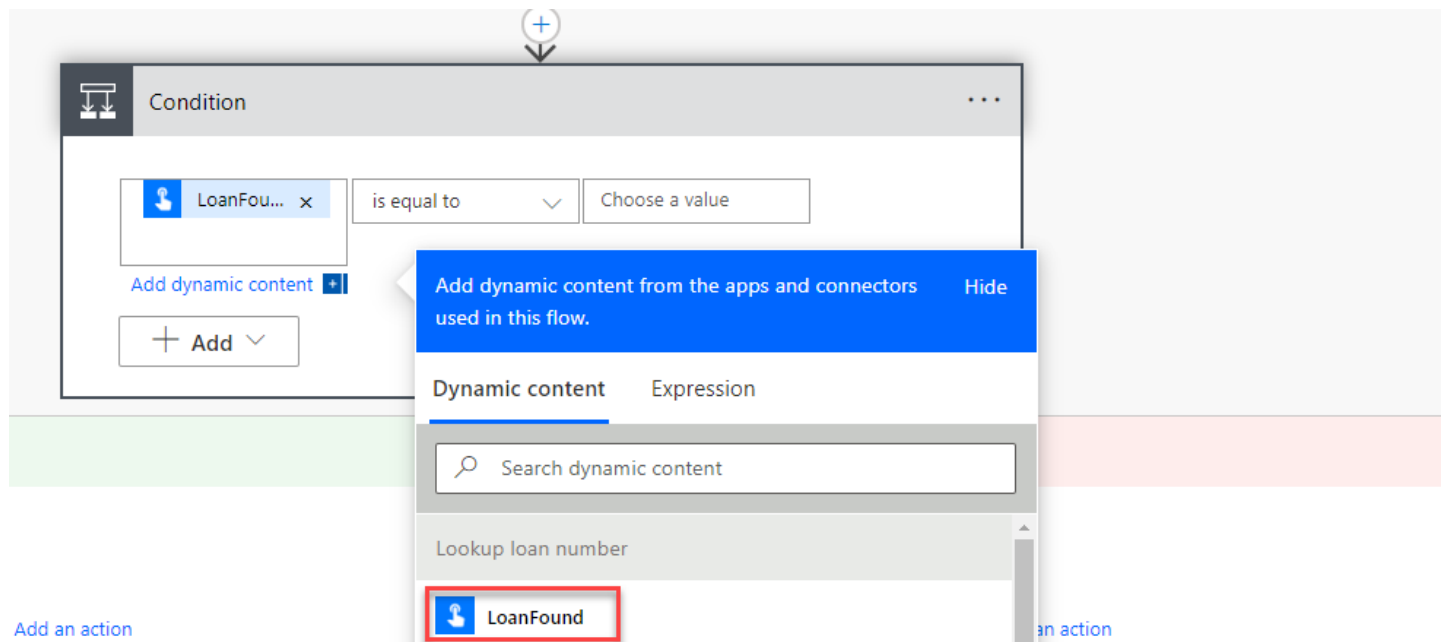 Condition
LoanFou... x
is equal to
Choose a value
Add dynamic content
Add dynamic content from the apps and connectors
used in this flow.
Hide
Add
Dynamic content
Expression
Search dynamic content
Lookup loan number
LoanFound
Add an action
an action